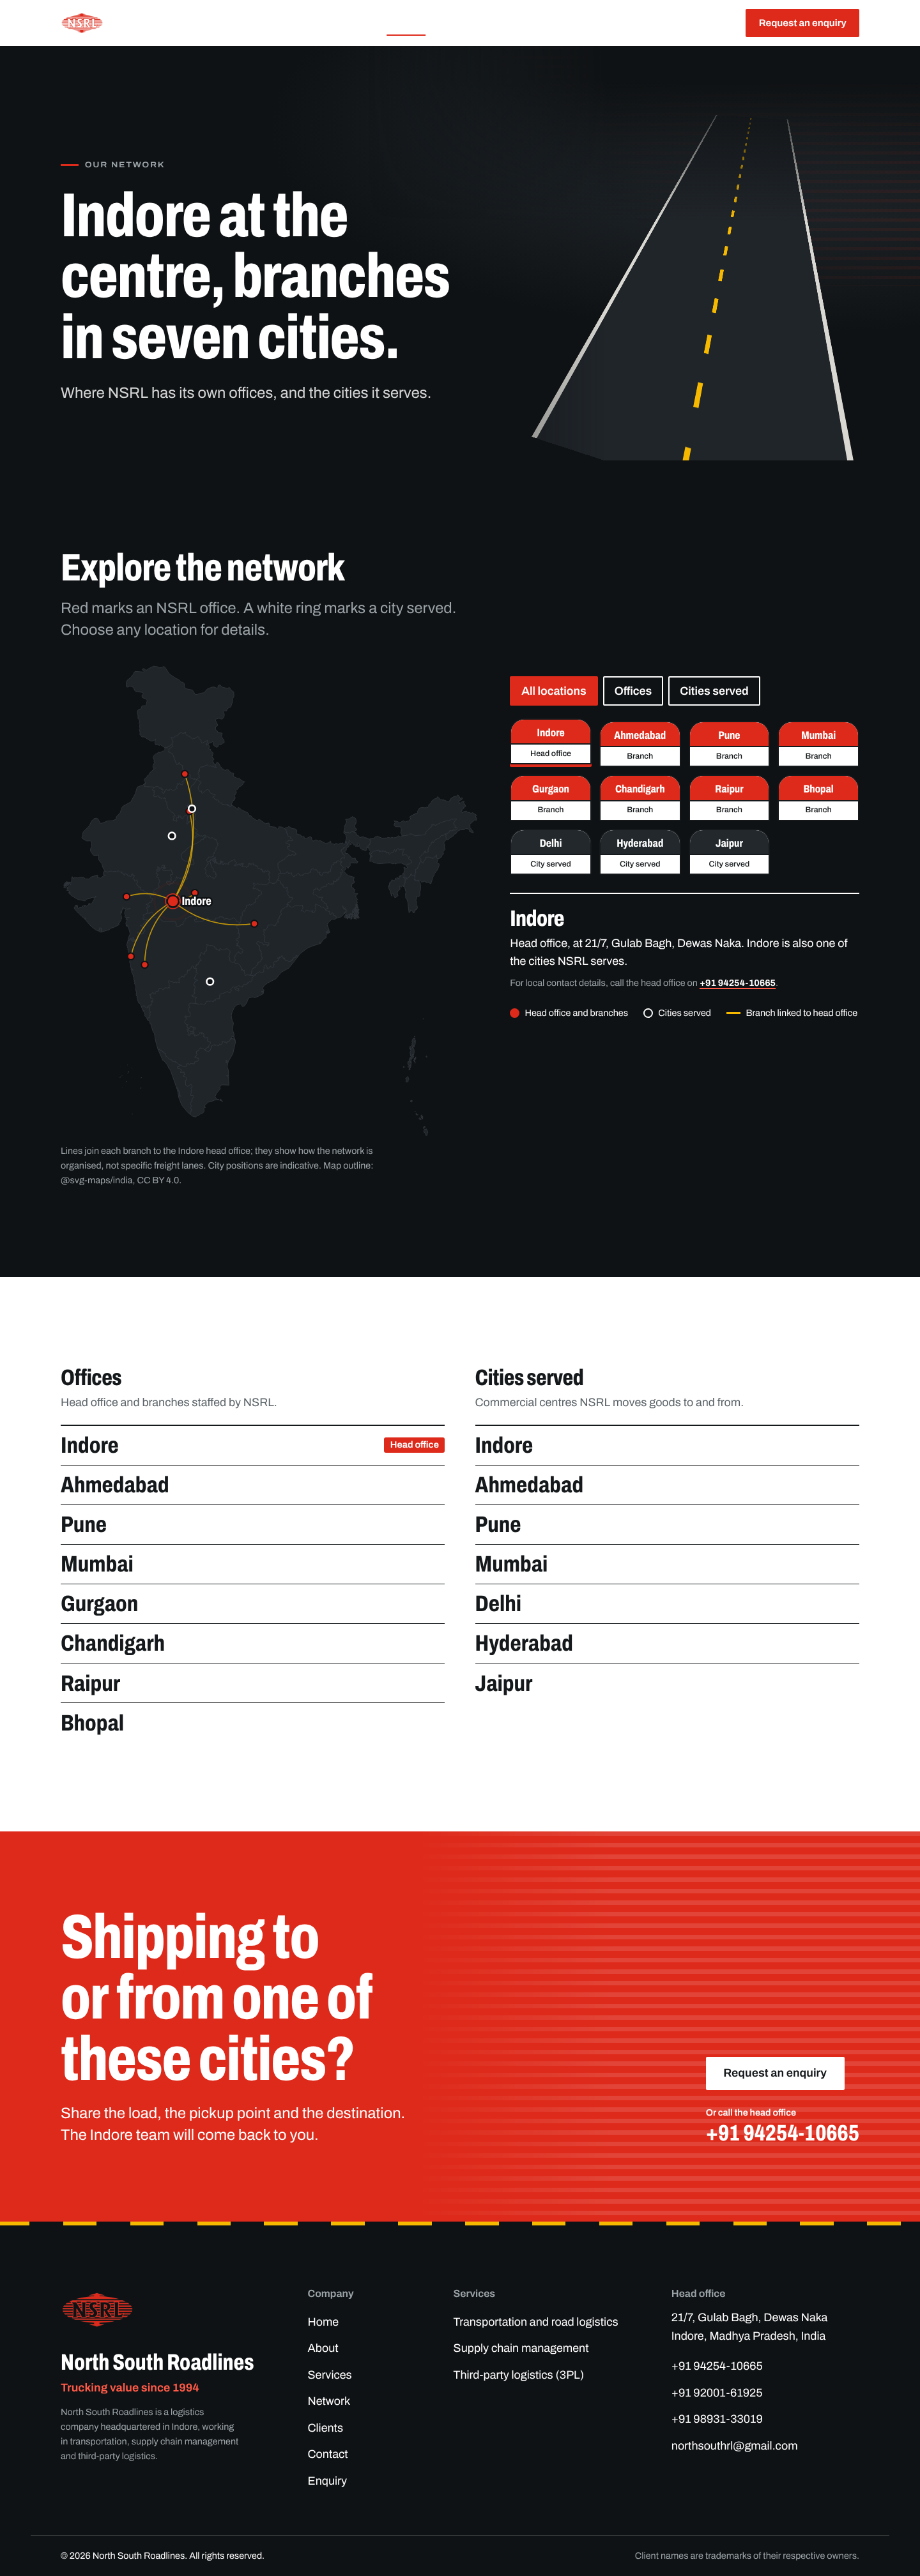 NSRL
Request an enquiry
OUR NETWORK
Indore at the
centre, branches
in seven cities.
Where NSRL has its own offices, and the cities it serves.
Explore the network
Red marks an NSRL office. A white ring marks a city served.
Choose any location for details.
Indore
All locations
Offices
Cities served
Indore
Head office
Ahmedabad
Branch
Pune
Branch
Mumbai
Branch
Gurgaon
Branch
Chandigarh
Branch
Raipur
Branch
Bhopal
Branch
Delhi
City served
Hyderabad
City served
Jaipur
City served
Indore
Head office, at 21/7, Gulab Bagh, Dewas Naka. Indore is also one of
the cities NSRL serves.
For local contact details, call the head office on +91 94254-10665.
Head office and branches
Cities served
Branch linked to head office
Lines join each branch to the Indore head office; they show how the network is
organised, not specific freight lanes. City positions are indicative. Map outline:
@svg-maps/india, CC BY 4.0.
Offices
Head office and branches staffed by NSRL.
Indore
Head office
Ahmedabad
Pune
Mumbai
Gurgaon
Chandigarh
Raipur
Bhopal
Cities served
Commercial centres NSRL moves goods to and from.
Indore
Ahmedabad
Pune
Mumbai
Delhi
Hyderabad
Jaipur
Shipping to
or from one of
these cities?
Share the load, the pickup point and the destination.
The Indore team will come back to you.
Request an enquiry
Or call the head office
+91 94254-10665
NSRL
North South Roadlines
Trucking value since 1994
North South Roadlines is a logistics
company headquartered in Indore, working
in transportation, supply chain management
and third-party logistics.
Company
Home
About
Services
Network
Clients
Contact
Enquiry
Services
Transportation and road logistics
Supply chain management
Third-party logistics (3PL)
Head office
21/7, Gulab Bagh, Dewas Naka
Indore, Madhya Pradesh, India
+91 94254-10665
+91 92001-61925
+91 98931-33019
northsouthrl@gmail.com
© 2026 North South Roadlines. All rights reserved.
Client names are trademarks of their respective owners.